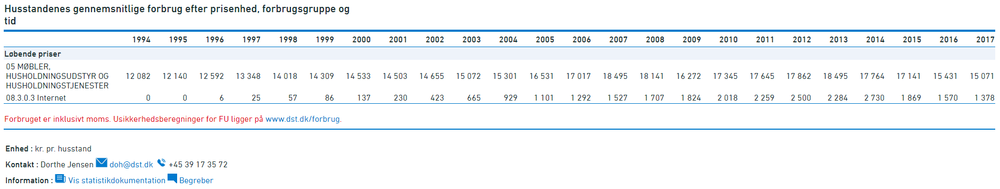 Husstandenes gennemsnitlige forbrug efter prisenhed, forbrugsgruppe og
tid
1994 1995 1996 1997 1998 1999 2000 2001 2002 2003 2004 2005 2006 2007 2008 2009 2010 2011 2012 2013 2014 2015 2016 2017
Løbende priser
05 MØBLER,
HUSHOLDNINGSUDSTYR OG 12 082 12 140 12 592 13 348 14 018 14 309 14 533 14 503 14 655 15 072 15 301 16 531 17 017 18 495 18 141 16 272 17 345 17 645 17 862 18 495 17 764 17 141 15 431 15 071
HUSHOLDNINGSTJENESTER
08.3.0.3 Internet 0 0 6 25 57 86 137 230 423 665 929 1 101 1 292 1 527 1 707 1 824 2 018 2 259 2 500 2 284 2 730 1 869 1 570 1 378
Forbruget er inklusivt moms. Usikkerhedsberegninger for FU ligger på www.dst.dk/forbrug.
Enhed : kr. pr. husstand
Kontakt : Dorthe Jensen doh@dst.dk +45 39 17 35 72
Information : Vis statistikdokumentation Begreber